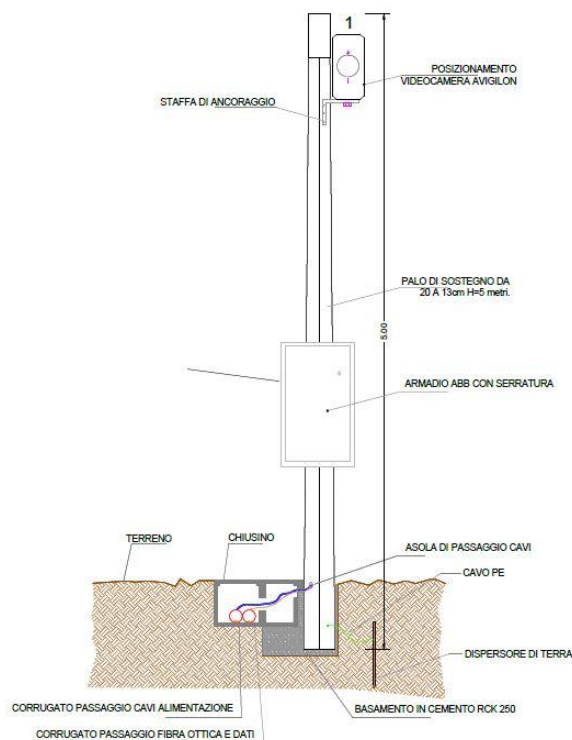 1
POSIZIONAMENTO
VIDEOCAMERA AVIGILON
STAFFA DI ANCORAGGIO
PALO DI SOSTEGNO DA
20 A 13cm H=5 metri.
5.00
ARMADIO ABB CON SERRATURA
TERRENO
CHIUSINO
ASOLA DI PASSAGGIO CAVI
CAVO PE
DISPERSORE DI TERRA
CORRUGATO PASSAGGIO CAVI ALIMENTAZIONE
BASAMENTO IN CEMENTO RCK 250
CORRUGATO PASSAGGIO FIBRA OTTICA E DATI